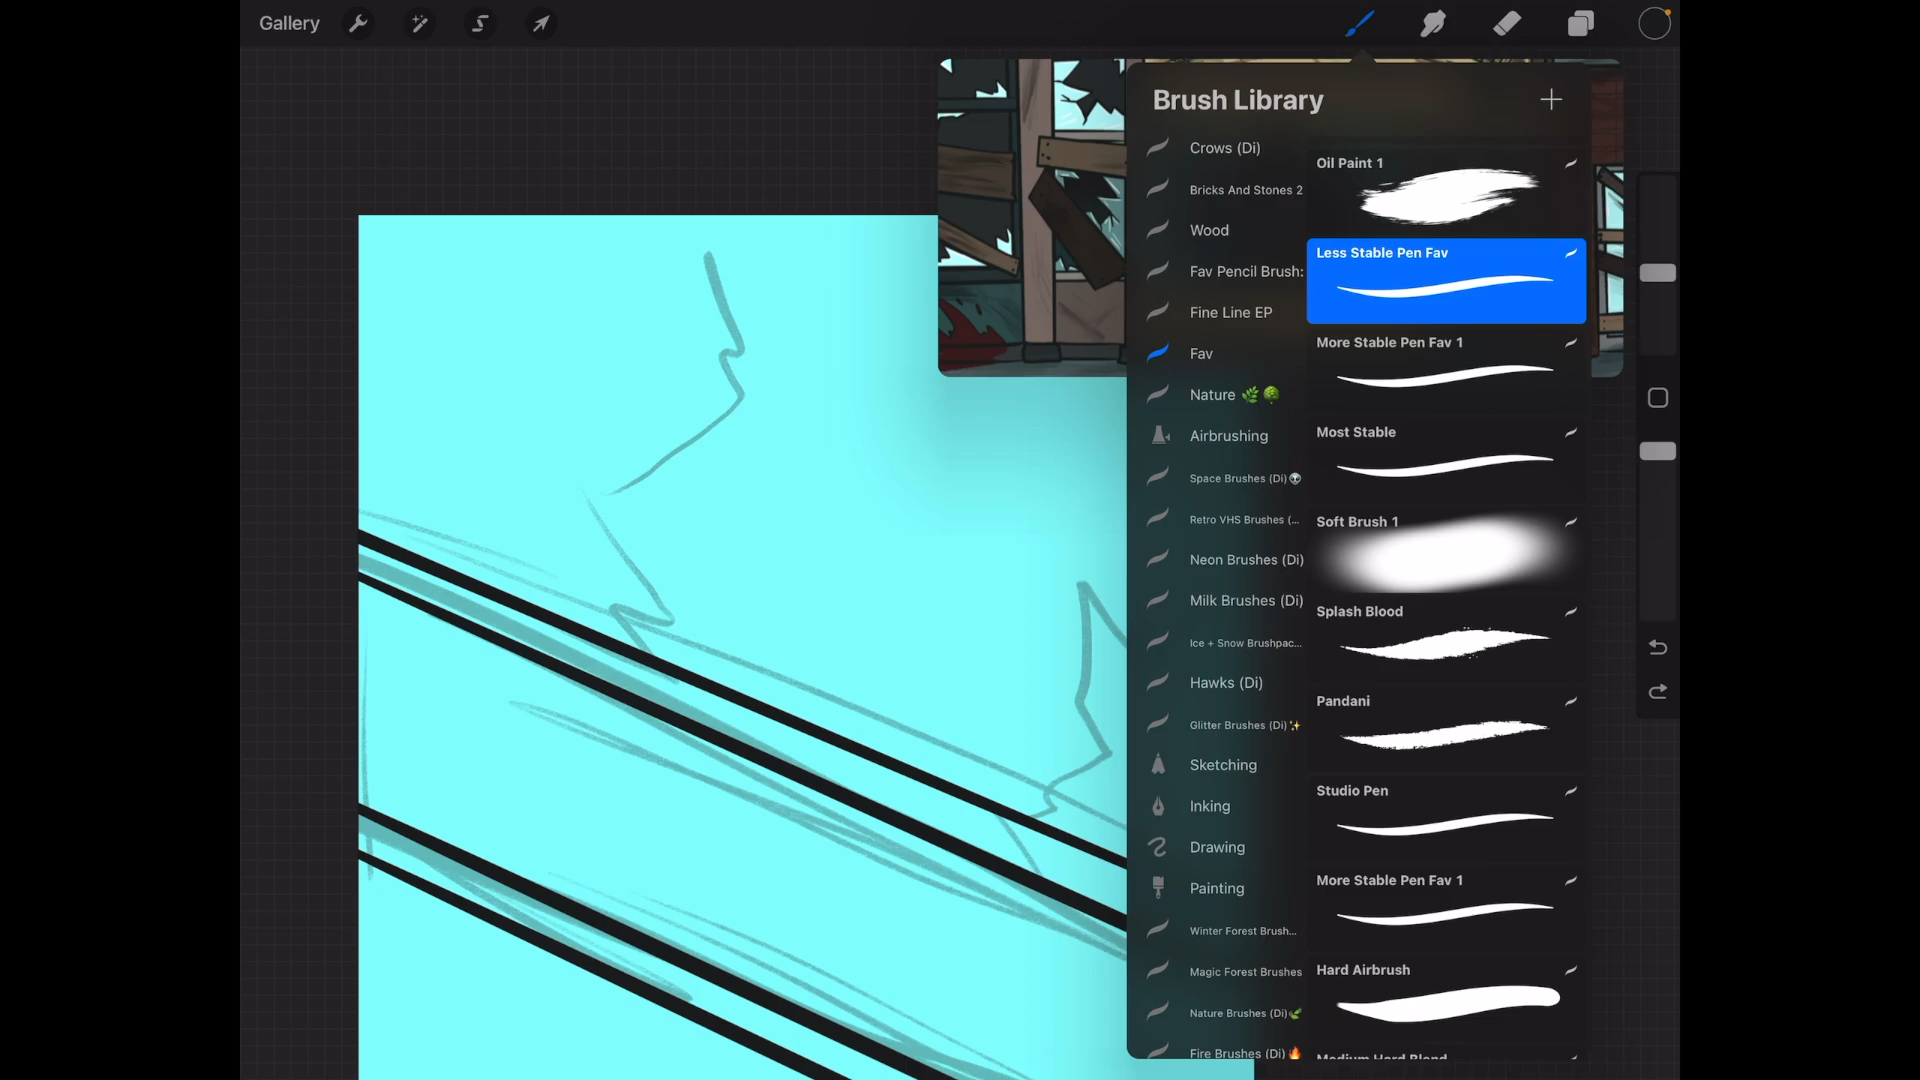 Gallery
Brush Library
Crows (Di)
Bricks And Stones 2
Wood
Fav Pencil Brush:
Fine Line EP
Fav
Nature 🌿🌳
Airbrushing
Space Brushes (Di)👽
Retro VHS Brushes (...
Neon Brushes (Di)
Milk Brushes (Di)
Ice + Snow Brushpac...
Hawks (Di)
Glitter Brushes (Di)✨
Sketching
Inking
Drawing
Painting
Winter Forest Brush...
Magic Forest Brushes
Nature Brushes (Di)🌿
Fire Brushes (Di)🔥
Oil Paint 1
Less Stable Pen Fav
More Stable Pen Fav 1
Most Stable
Soft Brush 1
Splash Blood
Pandani
Studio Pen
More Stable Pen Fav 1
Hard Airbrush
Medium Hard Blend